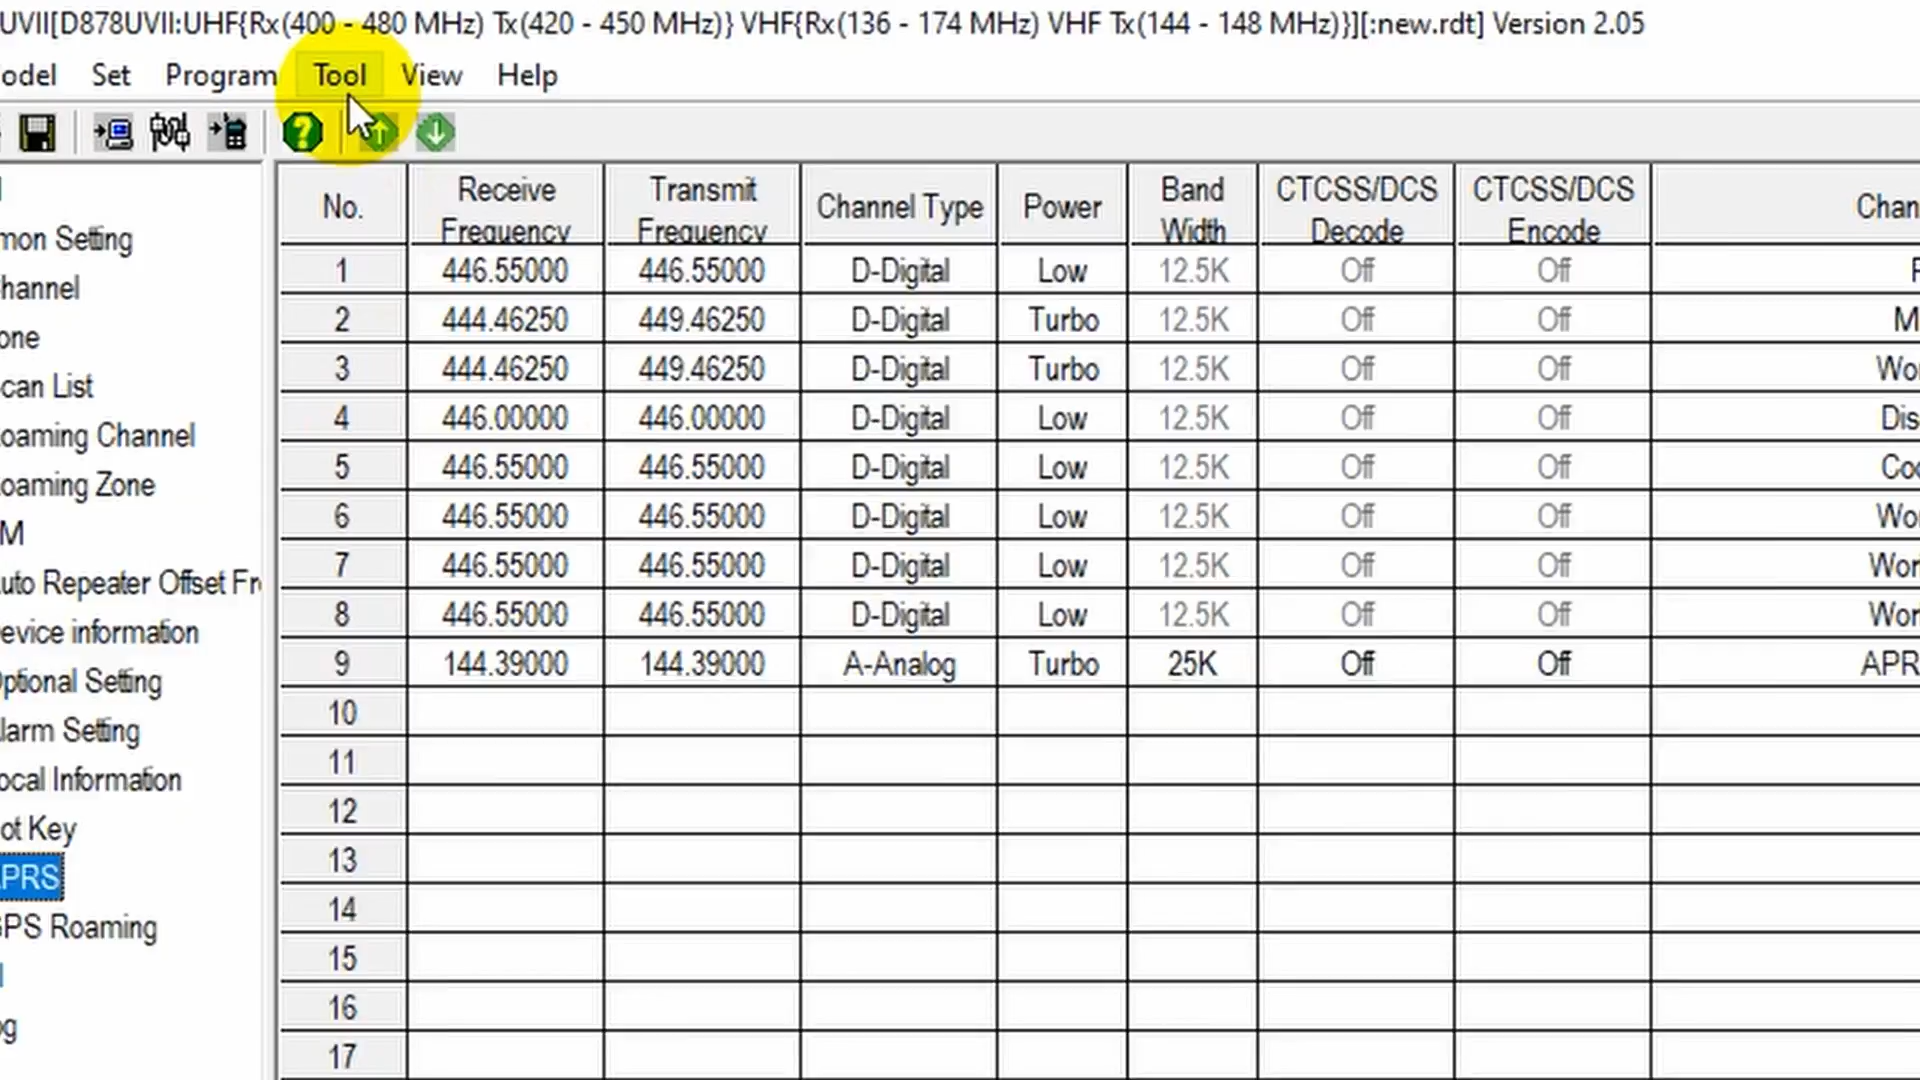 UVII[D878UVII:UHF{Rx(400 - 480 MHz) Tx(420 - 450 MHz)} VHF{Rx(136 - 174 MHz) VHF Tx(144 - 148 MHz)}][:new.rdt] Version 2.05
odel Set Program Tool View Help
mon Setting
hannel
one
can List
oaming Channel
oaming Zone
M
uto Repeater Offset Fr
evice information
ptional Setting
larm Setting
ocal Information
ot Key
PRS
GPS Roaming
og
No. Receive Frequency Transmit Frequency Channel Type Power Band Width CTCSS/DCS Decode CTCSS/DCS Encode Chan
1 446.55000 446.55000 D-Digital Low 12.5K Off Off
2 444.46250 449.46250 D-Digital Turbo 12.5K Off Off M
3 444.46250 449.46250 D-Digital Turbo 12.5K Off Off Wor
4 446.00000 446.00000 D-Digital Low 12.5K Off Off Dis
5 446.55000 446.55000 D-Digital Low 12.5K Off Off Coo
6 446.55000 446.55000 D-Digital Low 12.5K Off Off Wor
7 446.55000 446.55000 D-Digital Low 12.5K Off Off Wor
8 446.55000 446.55000 D-Digital Low 12.5K Off Off Wor
9 144.39000 144.39000 A-Analog Turbo 25K Off Off APR
10
11
12
13
14
15
16
17